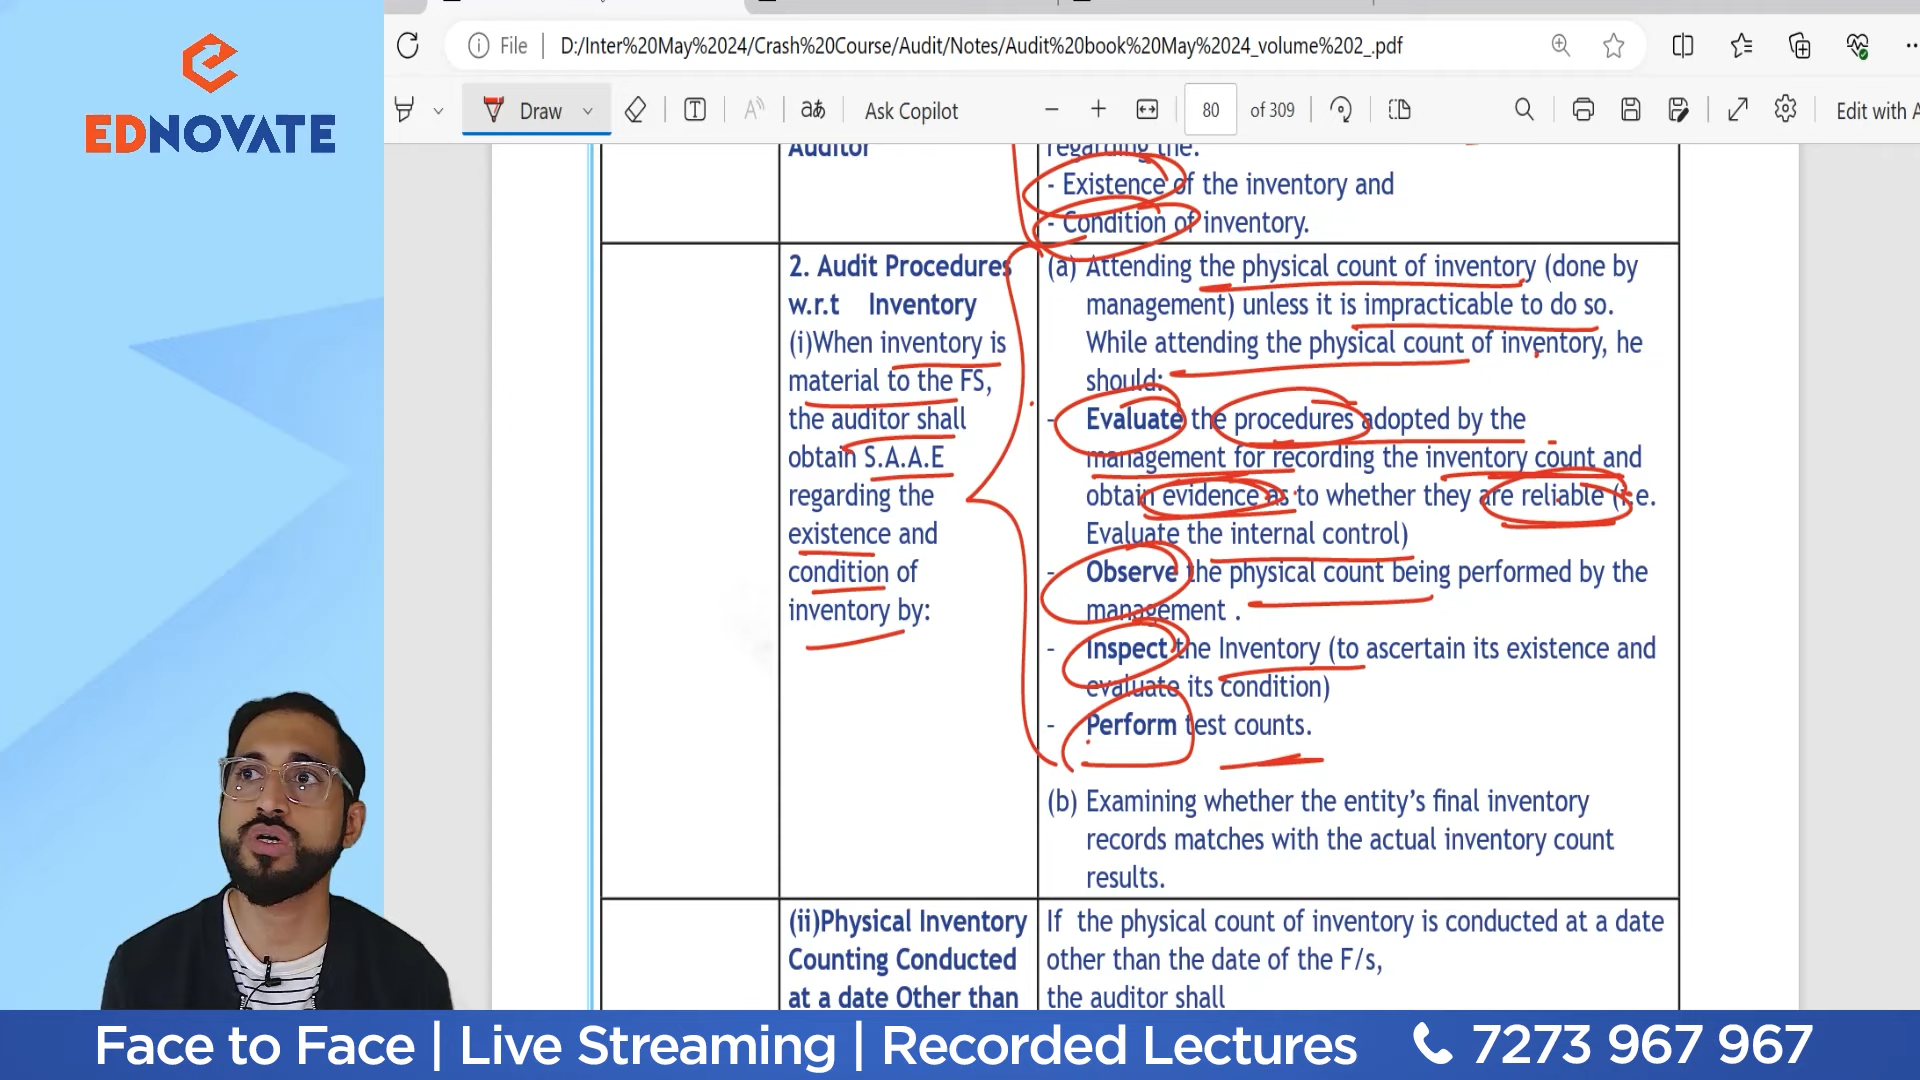 EDNOVATE
File
D:/Inter%20May%2024/Crash%20Course/Audit/Notes/Audit%20book%20May%2024_volume%202_.pdf
Draw
T
aあ
Ask Copilot
80 of 309
Edit with A
Auditor
regarding the:
- Existence of the inventory and
- Condition of inventory.
2. Audit Procedures
w.r.t Inventory
(i)When inventory is
material to the FS,
the auditor shall
obtain S.A.A.E
regarding the
existence and
condition of
inventory by:
(a) Attending the physical count of inventory (done by
management) unless it is impracticable to do so.
While attending the physical count of inventory, he
should:
- Evaluate the procedures adopted by the
management for recording the inventory count and
obtain evidence as to whether they are reliable (i.e.
Evaluate the internal control)
- Observe the physical count being performed by the
management .
- Inspect the Inventory (to ascertain its existence and
evaluate its condition)
- Perform test counts.
(b) Examining whether the entity's final inventory
records matches with the actual inventory count
results.
(ii)Physical Inventory
Counting Conducted
at a date Other than
If the physical count of inventory is conducted at a date
other than the date of the F/s,
the auditor shall
Face to Face | Live Streaming | Recorded Lectures 7273 967 967